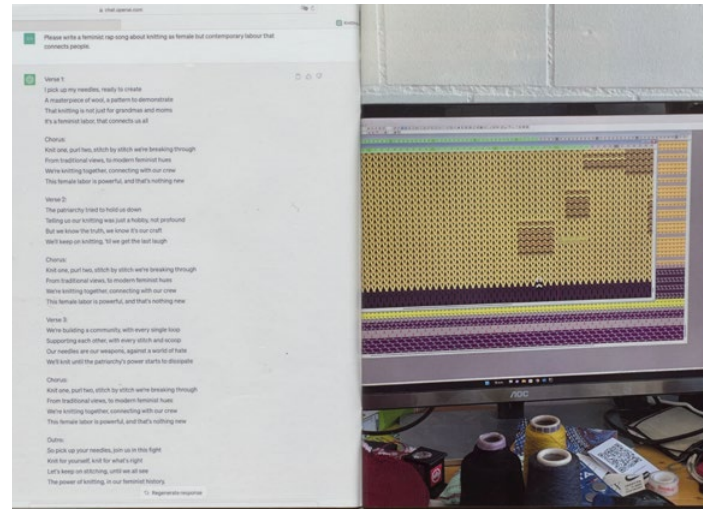 chat.openai.com
Please write a feminist rap song about knitting as female but contemporary labour that
connects people.
Verse 1:
I pick up my needles, ready to create
A masterpiece of wool, a pattern to demonstrate
That knitting is not just for grandmas and moms
It's a feminist labor, that connects us all
Chorus:
Knit one, purl two, stitch by stitch we're breaking through
From traditional views, to modern feminist hues
We're knitting together, connecting with our crew
This female labor is powerful, and that's nothing new
Verse 2:
The patriarchy tried to hold us down
Telling us our knitting was just a hobby, not profound
But we know the truth, we know it's our craft
We'll keep on knitting, 'til we get the last laugh
Chorus:
Knit one, purl two, stitch by stitch we're breaking through
From traditional views, to modern feminist hues
We're knitting together, connecting with our crew
This female labor is powerful, and that's nothing new
Verse 3:
We're building a community, with every single loop
Supporting each other, with every stitch and scoop
Our needles are our weapons, against a world of hate
We'll knit until the patriarchy's power starts to dissipate
Chorus:
Knit one, purl two, stitch by stitch we're breaking through
From traditional views, to modern feminist hues
We're knitting together, connecting with our crew
This female labor is powerful, and that's nothing new
Outro:
So pick up your needles, join us in this fight
Knit for yourself, knit for what's right
Let's keep on stitching, until we all see
The power of knitting, in our feminist history.
Regenerate response
AOC